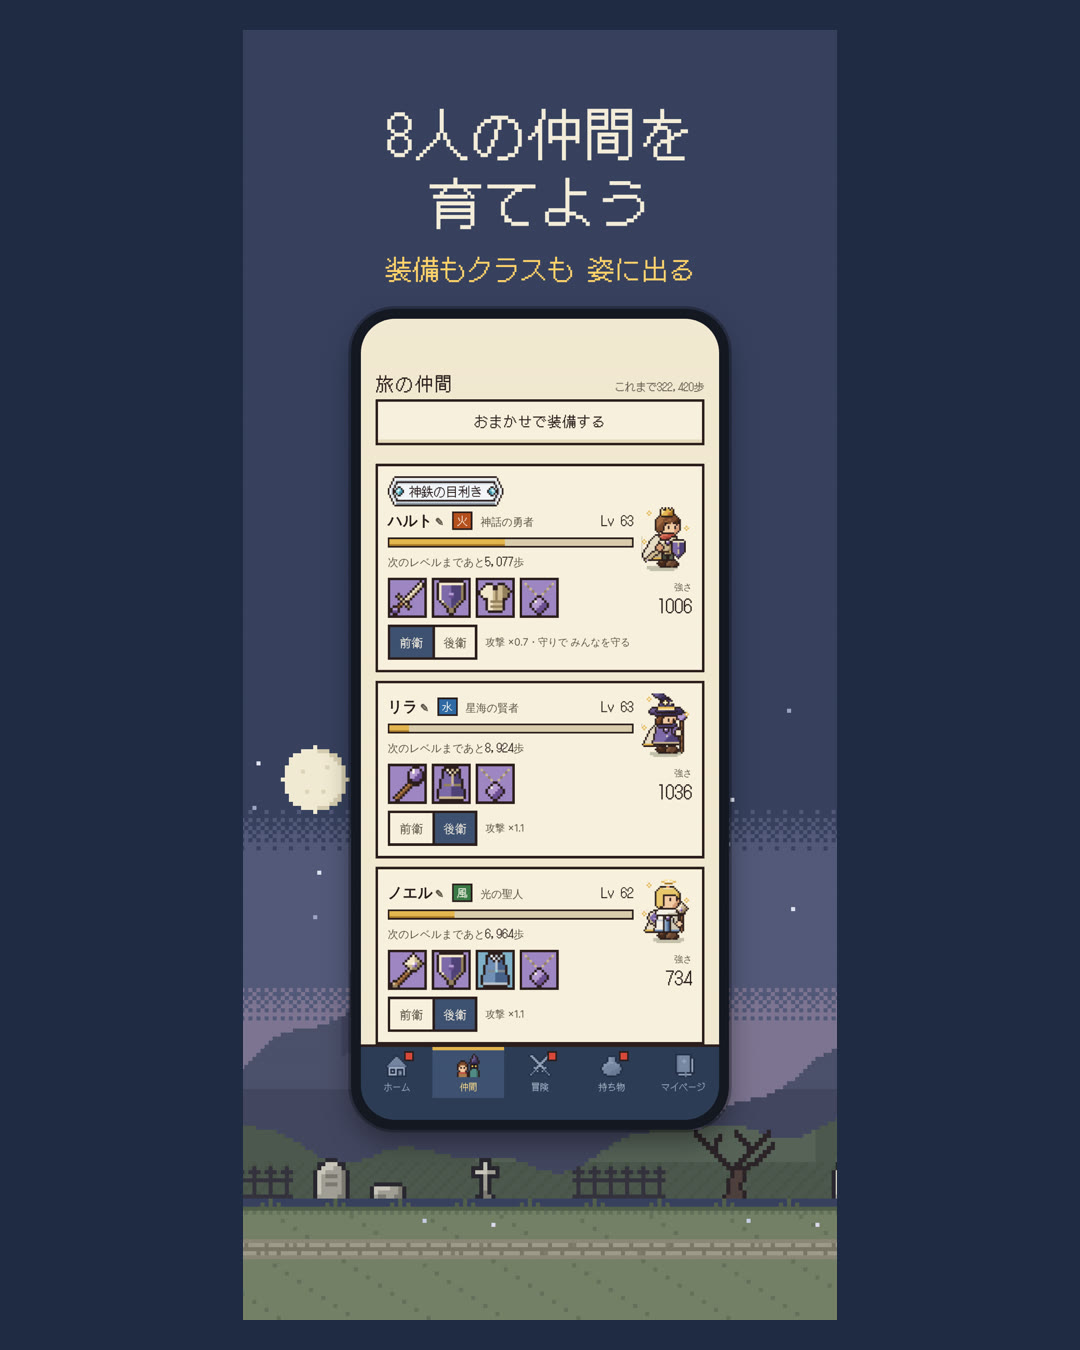 8人の仲間を
育てよう
装備もクラスも 姿に出る
旅の仲間 これまで322,420歩
おまかせで装備する
神鉄の目利き
ハルト 火 神話の勇者 Lv 63
次のレベルまであと5,077歩
強さ
1006
前衛 後衛 攻撃 ×0.7・守りで みんなを守る
リラ 水 星海の賢者 Lv 63
次のレベルまであと8,924歩
強さ
1036
前衛 後衛 攻撃 ×1.1
ノエル 風 光の聖人 Lv 62
次のレベルまであと6,964歩
強さ
734
前衛 後衛 攻撃 ×1.1
ホーム 仲間 冒険 持ち物 マイページ